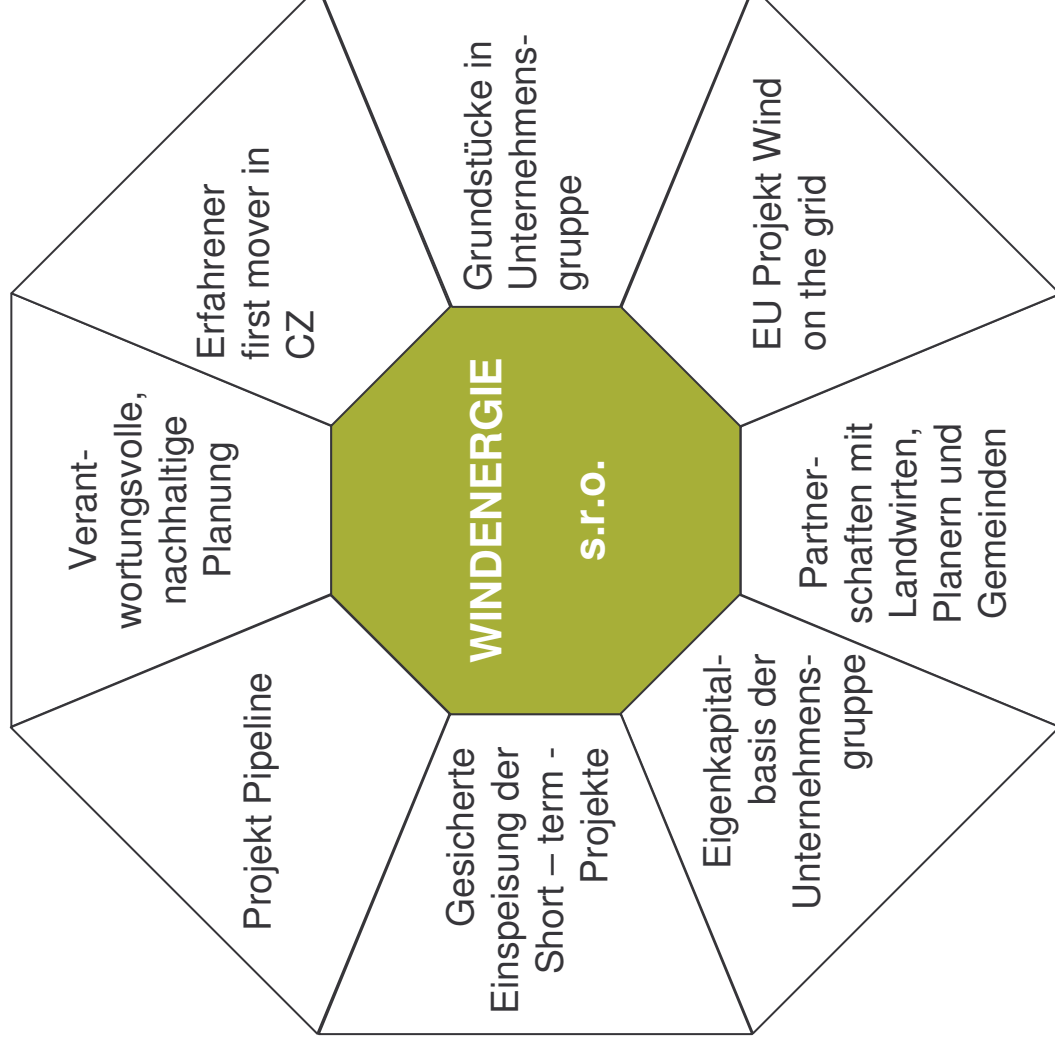 WINDENERGIE
s.r.o.
Grundstücke in
Unternehmens-
gruppe
EU Projekt Wind
on the grid
Partner-
schaften mit
Landwirten,
Planern und
Gemeinden
Eigenkapital-
basis der
Unternehmens-
gruppe
Gesicherte
Einspeisung der
Short – term -
Projekte
Projekt Pipeline
Verant-
wortungsvolle,
nachhaltige
Planung
Erfahrener
first mover in
CZ